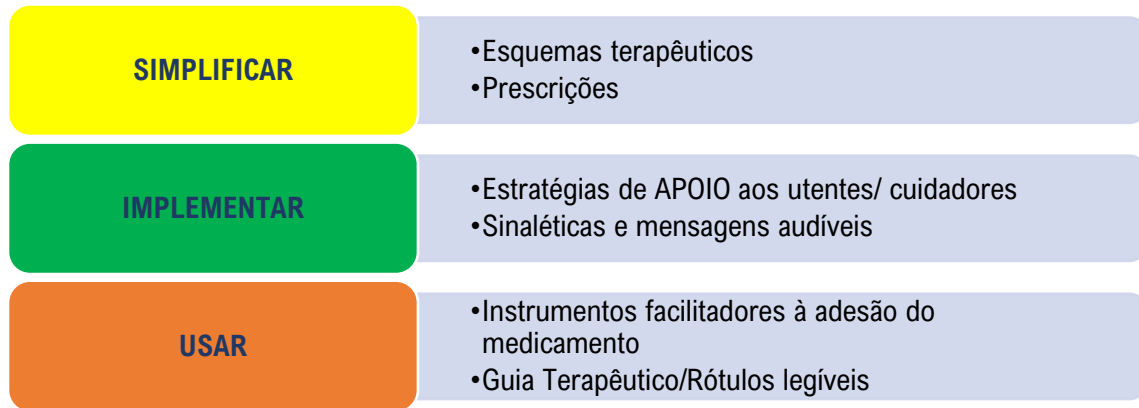 SIMPLIFICAR
•Esquemas terapêuticos
•Prescrições
IMPLEMENTAR
•Estratégias de APOIO aos utentes/ cuidadores
•Sinaléticas e mensagens audíveis
USAR
•Instrumentos facilitadores à adesão do
medicamento
•Guia Terapêutico/Rótulos legíveis